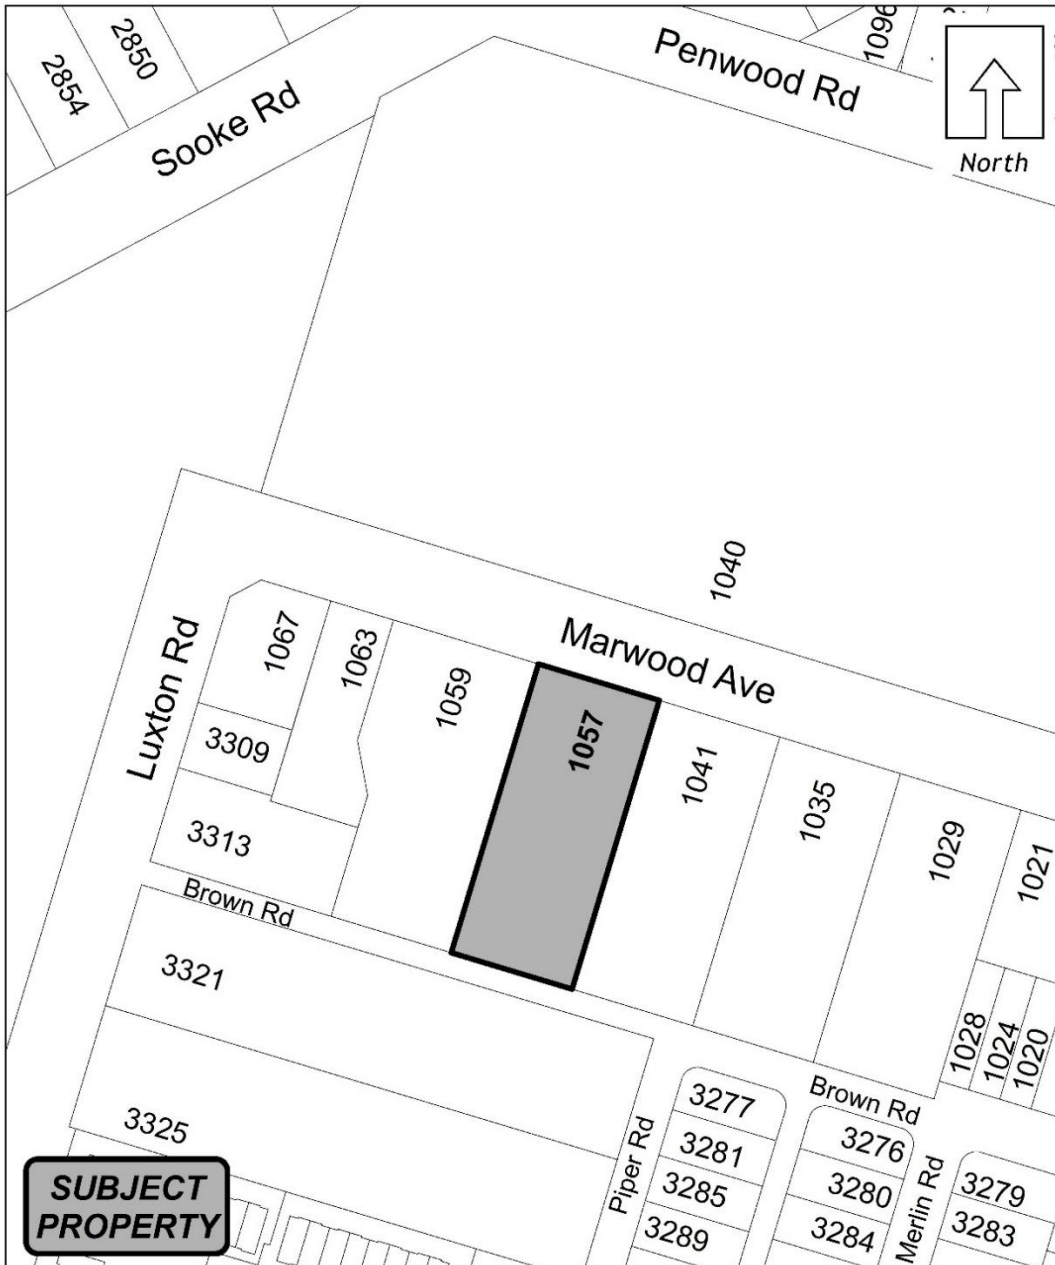 2854
2850
Sooke Rd
Penwood Rd
1096
North
1040
Marwood Ave
Luxton Rd
1067
1063
1059
1057
1041
1035
1029
1021
3309
3313
Brown Rd
3321
3325
1028
1024
1020
Brown Rd
Piper Rd
3277
3281
3285
3289
3276
3280
3284
Merlin Rd
3279
3283
SUBJECT
PROPERTY